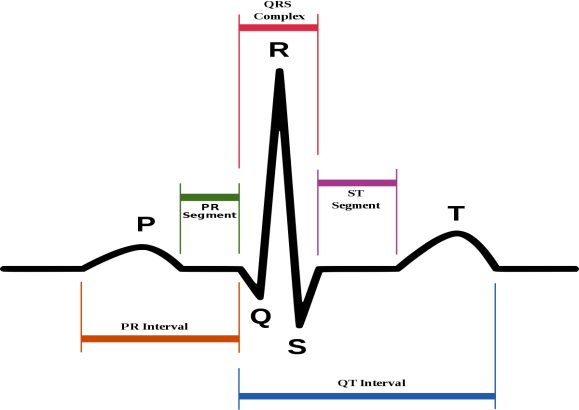 QRS
Complex
R
PR
Segment
ST
Segment
P
T
Q
S
PR Interval
QT Interval